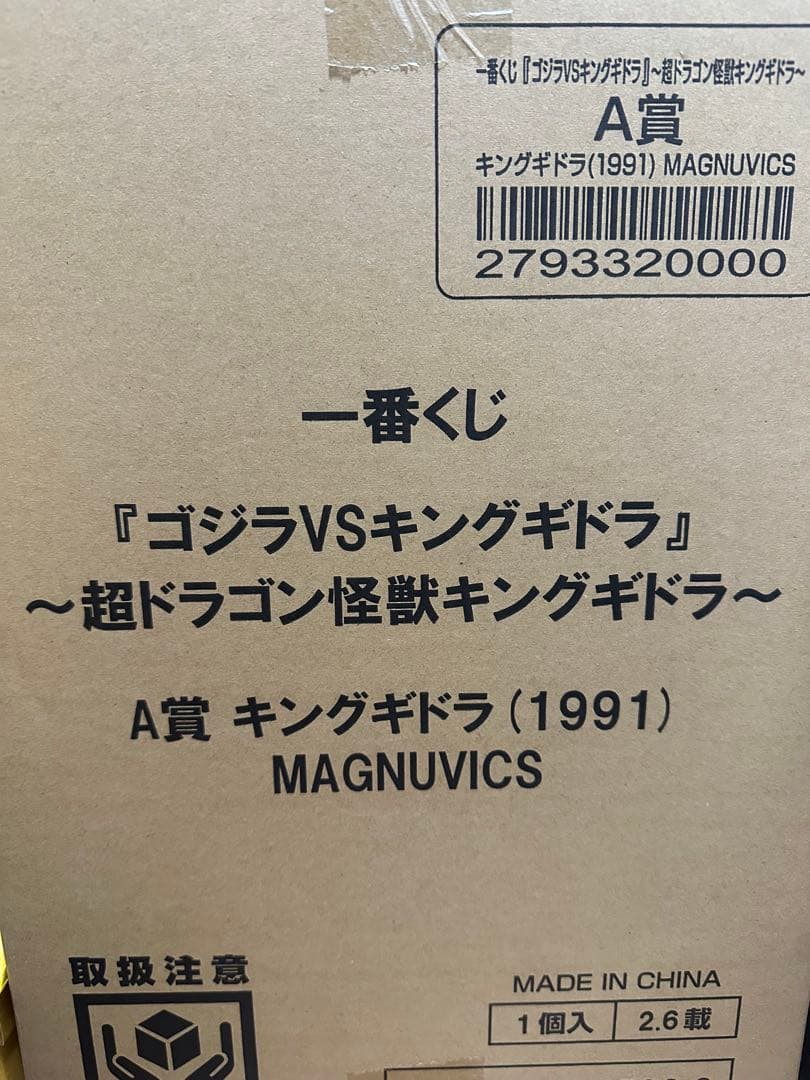 一番くじ『ゴジラVSキングギドラ』～超ドラゴン怪獣キングギドラ～
A賞
キングギドラ(1991) MAGNUVICS
2793320000
一番くじ
『ゴジラVSキングギドラ』
～超ドラゴン怪獣キングギドラ～
A賞 キングギドラ(1991)
MAGNUVICS
取扱注意
MADE IN CHINA
1個入 2.6載